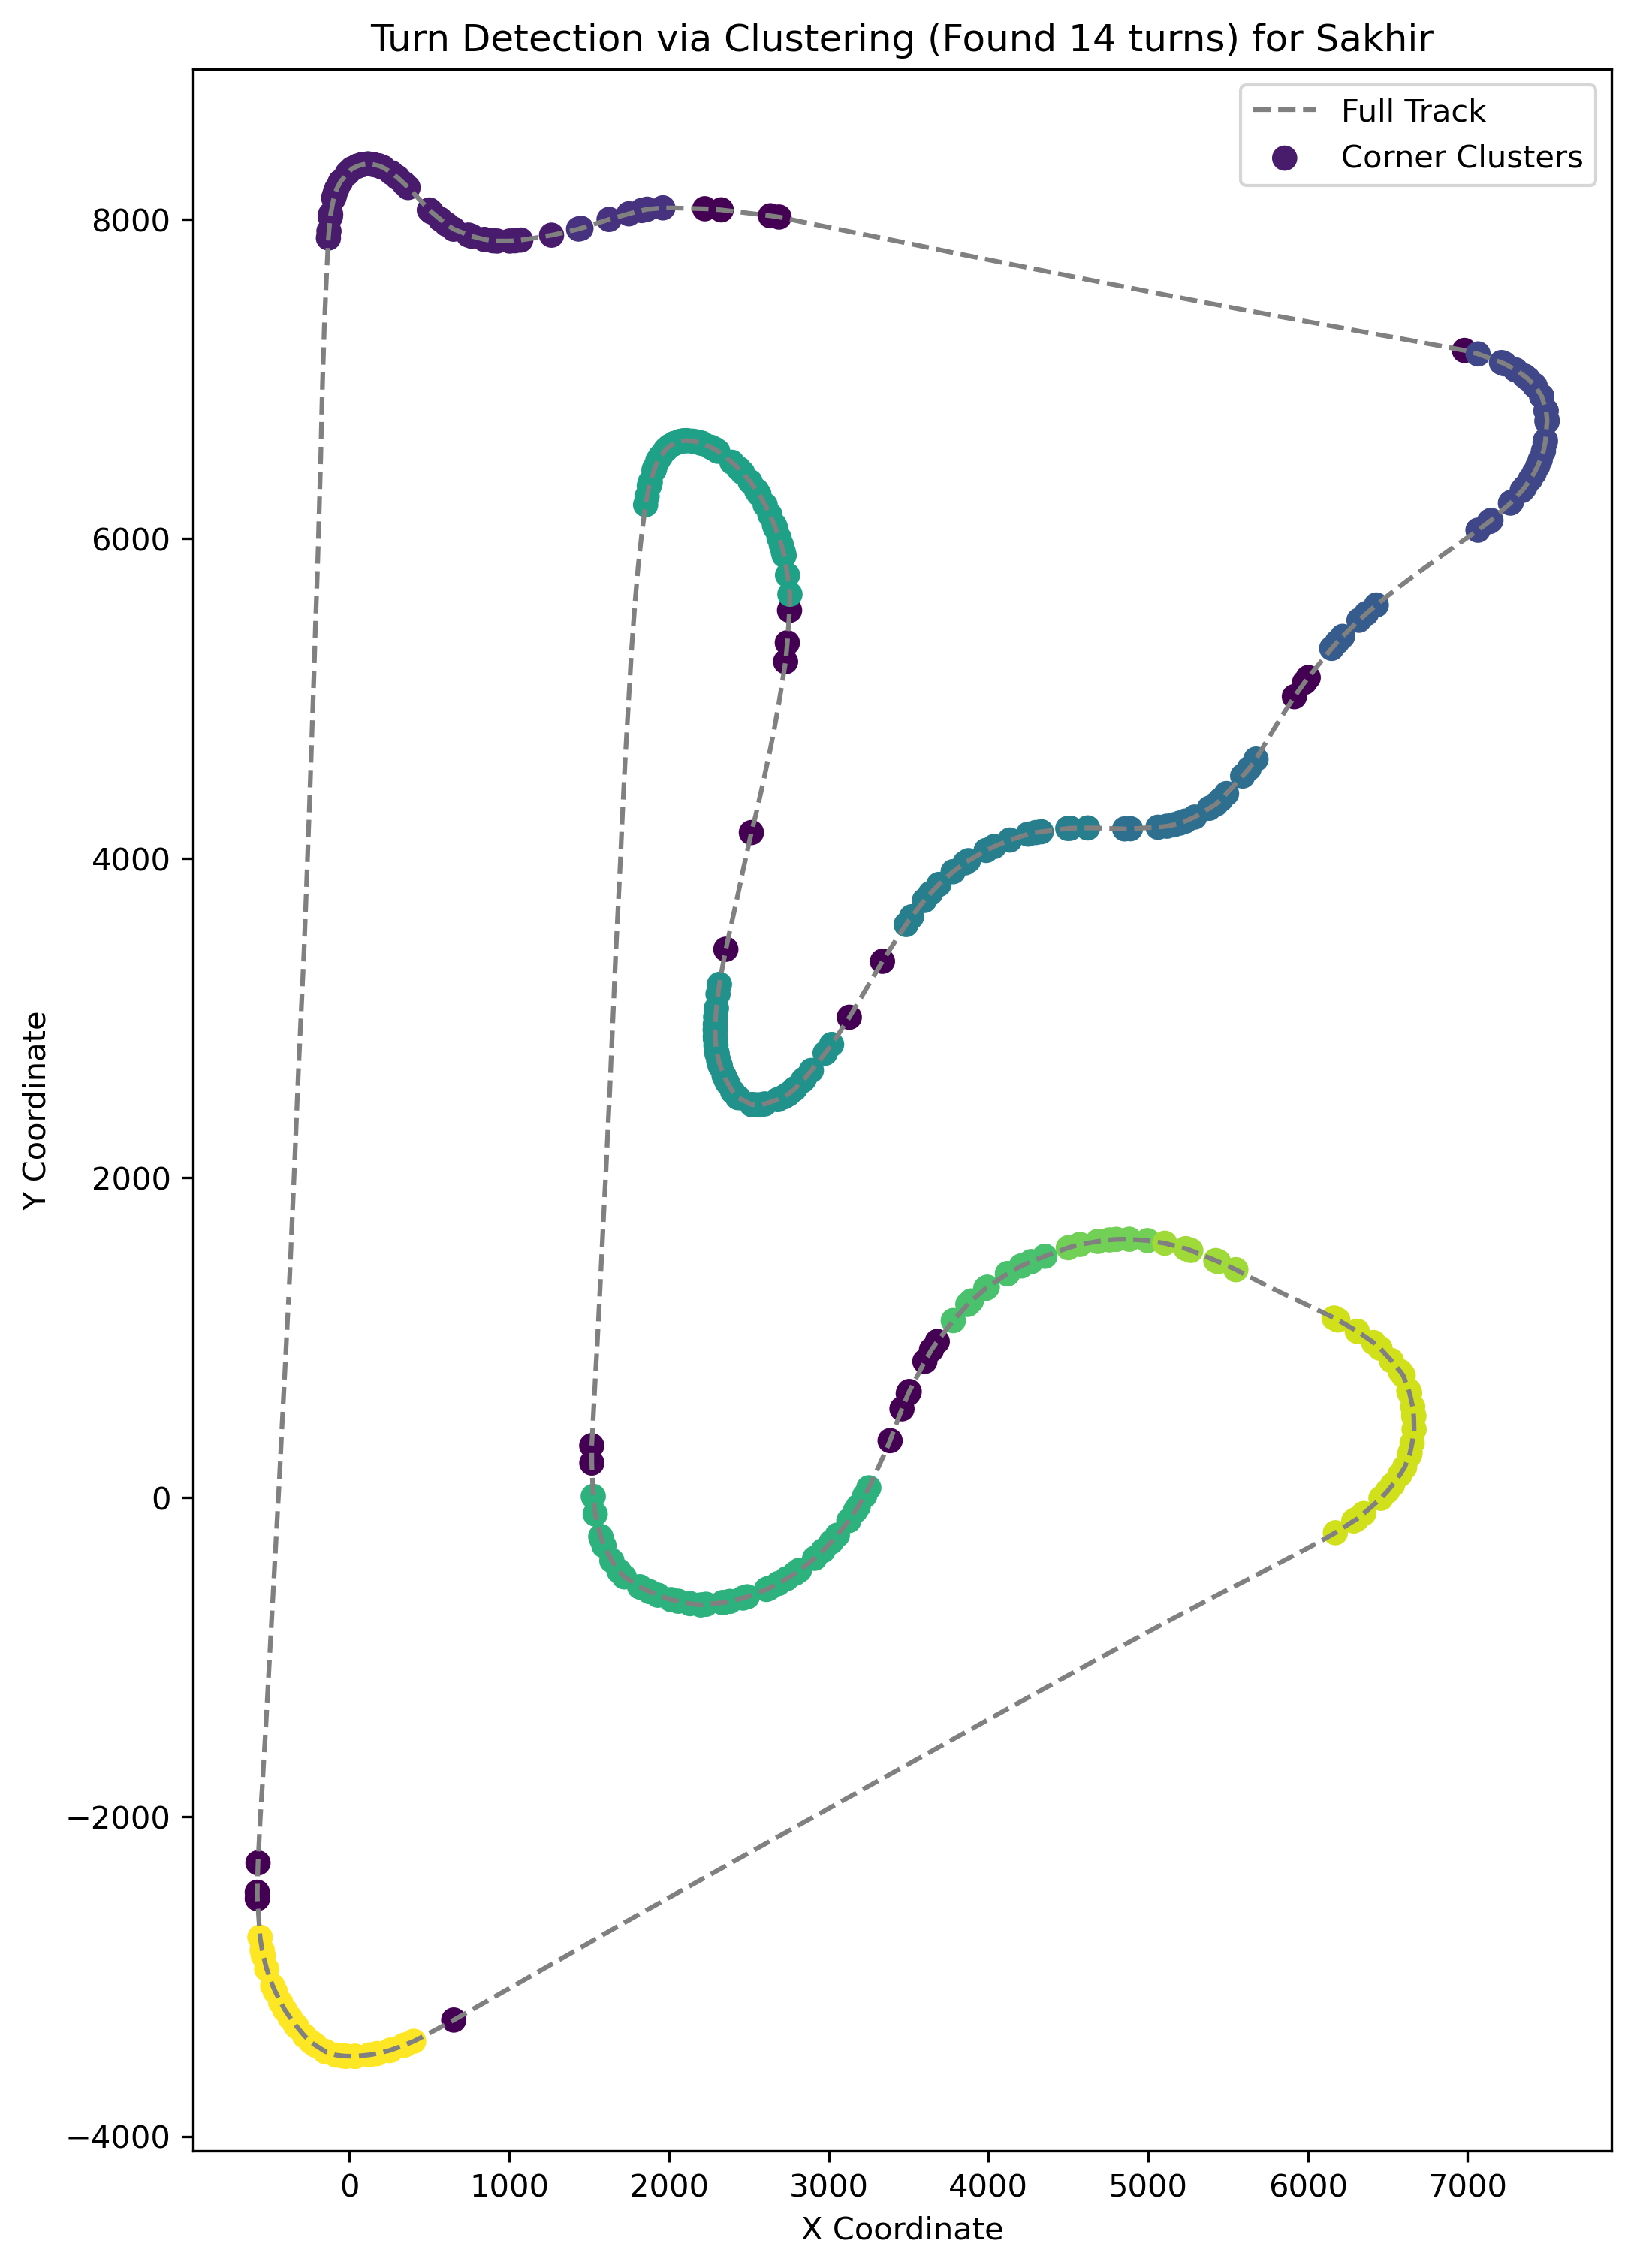 Turn Detection via Clustering (Found 14 turns) for Sakhir
Full Track
Corner Clusters
Y Coordinate
8000
6000
4000
2000
0
−2000
−4000
0 1000 2000 3000 4000 5000 6000 7000
X Coordinate